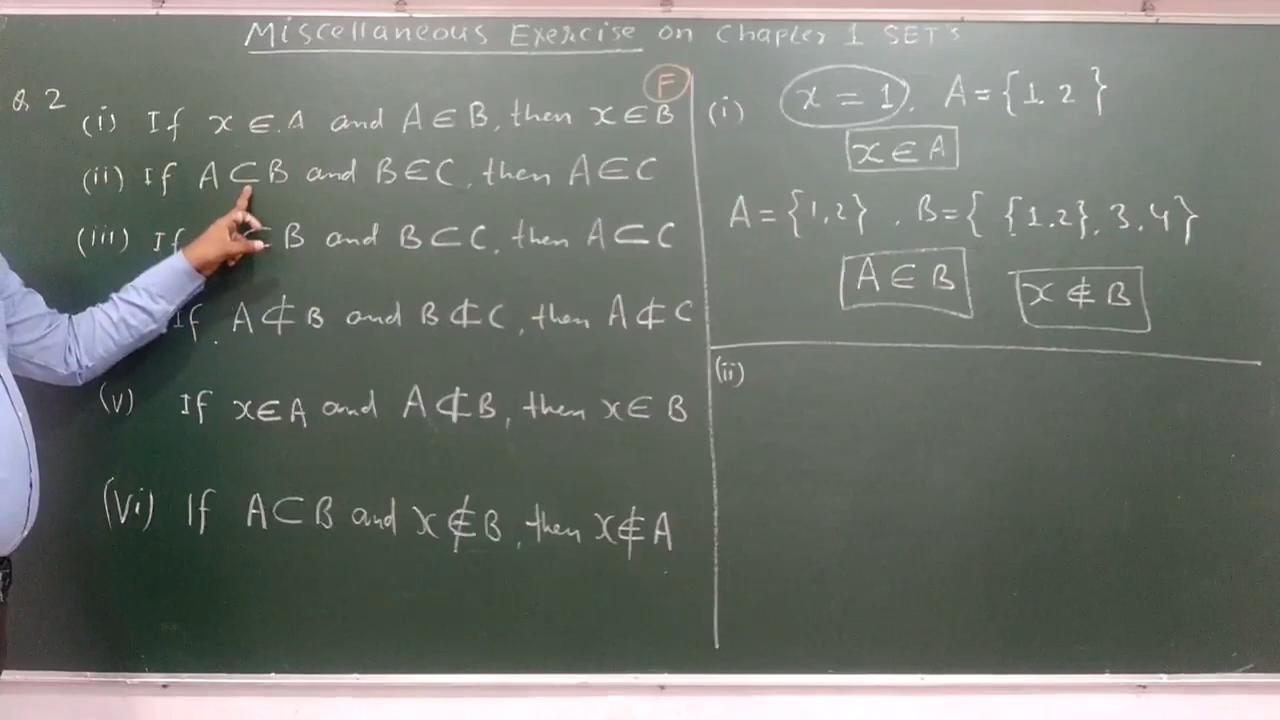 Miscellaneous Exercise on Chapter 1 SETs
Q. 2
(i) If x ∈ A and A ∈ B, then x ∈ B
F
(ii) If A ⊂ B and B ∈ C, then A ∈ C
(iii) If B and B ⊂ C, then A ⊂ C
If A ⊄ B and B ⊄ C, then A ⊄ C
(v) If x ∈ A and A ⊄ B, then x ∈ B
(vi) If A ⊂ B and x ∉ B, then x ∉ A
(i) x = 1, A = {1, 2}
x ∈ A
A = {1, 2}, B = { {1, 2}, 3, 4}
A ∈ B x ∉ B
(ii)